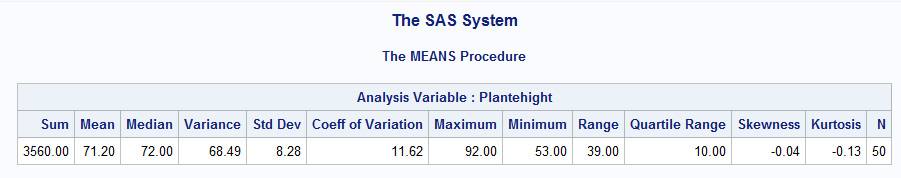 The SAS System
The MEANS Procedure
Analysis Variable : Plantehight
Sum Mean Median Variance Std Dev Coeff of Variation Maximum Minimum Range Quartile Range Skewness Kurtosis N
3560.00 71.20 72.00 68.49 8.28 11.62 92.00 53.00 39.00 10.00 -0.04 -0.13 50